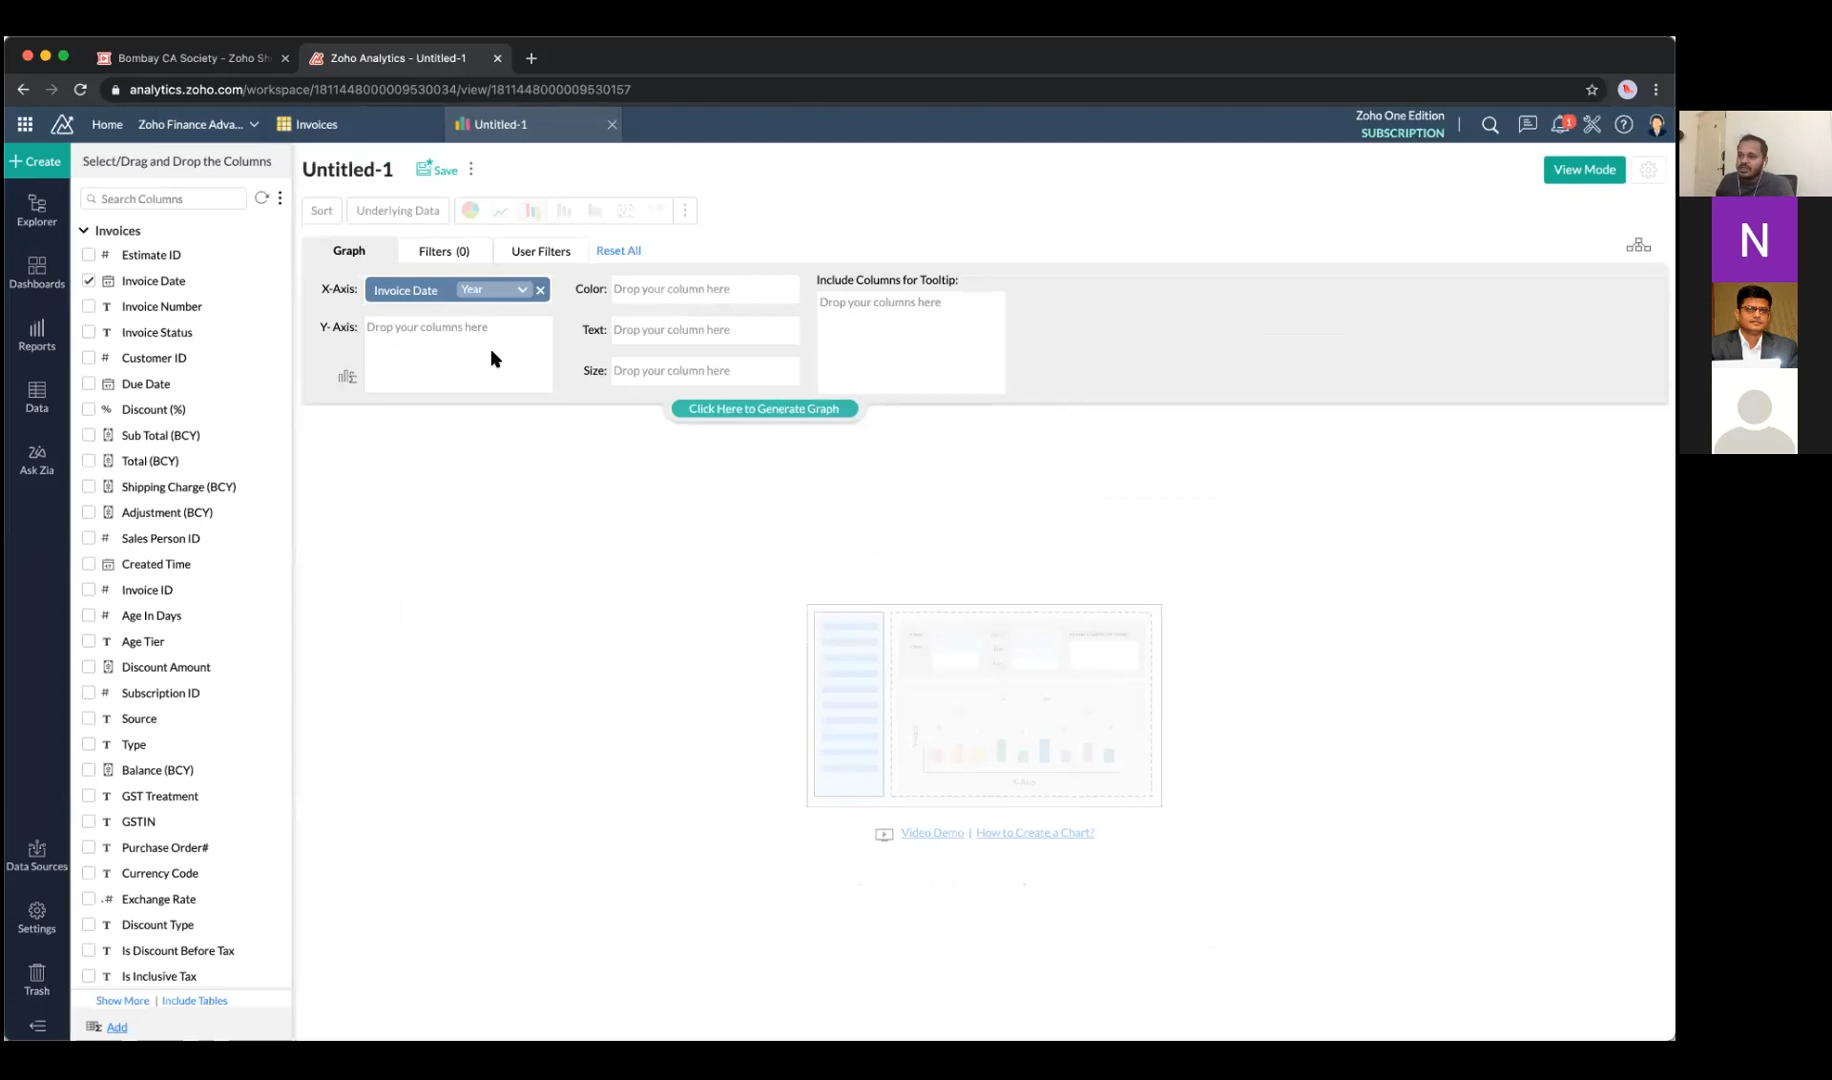 Bombay CA Society - Zoho Sh
Zoho Analytics - Untitled-1
analytics.zoho.com/workspace/1811448000009530034/view/1811448000009530157
Home
Zoho Finance Adva...
Invoices
Untitled-1
Zoho One Edition
SUBSCRIPTION
1
Create
Select/Drag and Drop the Columns
Untitled-1
Save
View Mode
Search Columns
Sort
Underlying Data
Explorer
Dashboards
Reports
Data
Ask Zia
Data Sources
Settings
Trash
Invoices
Estimate ID
Invoice Date
Invoice Number
Invoice Status
Customer ID
Due Date
Discount (%)
Sub Total (BCY)
Total (BCY)
Shipping Charge (BCY)
Adjustment (BCY)
Sales Person ID
Created Time
Invoice ID
Age In Days
Age Tier
Discount Amount
Subscription ID
Source
Type
Balance (BCY)
GST Treatment
GSTIN
Purchase Order#
Currency Code
Exchange Rate
Discount Type
Is Discount Before Tax
Is Inclusive Tax
Show More | Include Tables
Add
Graph
Filters (0)
User Filters
Reset All
X-Axis:
Invoice Date
Year
Y- Axis:
Drop your columns here
Color:
Drop your column here
Text:
Drop your column here
Size:
Drop your column here
Include Columns for Tooltip:
Drop your columns here
Click Here to Generate Graph
Video Demo | How to Create a Chart?
N